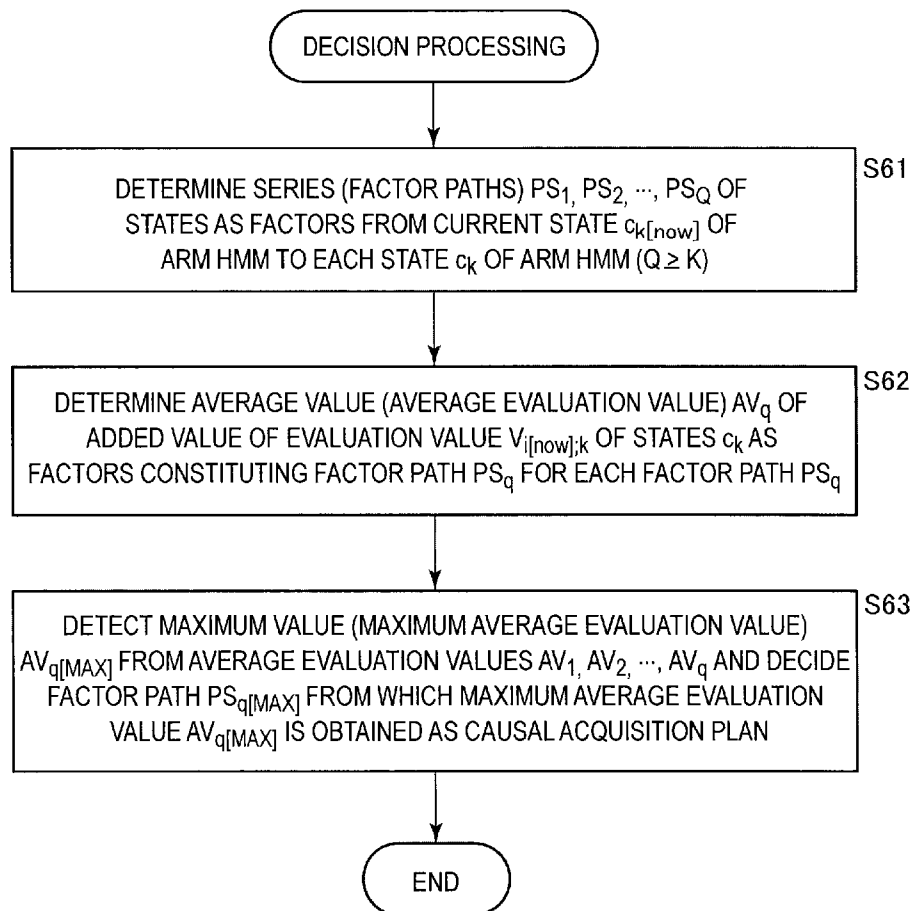 DECISION PROCESSING
S61
DETERMINE SERIES (FACTOR PATHS) PS1, PS2, ···, PSQ OF
STATES AS FACTORS FROM CURRENT STATE ck[now] OF
ARM HMM TO EACH STATE ck OF ARM HMM (Q ≥ K)
S62
DETERMINE AVERAGE VALUE (AVERAGE EVALUATION VALUE) AVq OF
ADDED VALUE OF EVALUATION VALUE Vi[now];k OF STATES ck AS
FACTORS CONSTITUTING FACTOR PATH PSq FOR EACH FACTOR PATH PSq
S63
DETECT MAXIMUM VALUE (MAXIMUM AVERAGE EVALUATION VALUE)
AVq[MAX] FROM AVERAGE EVALUATION VALUES AV1, AV2, ···, AVq AND DECIDE
FACTOR PATH PSq[MAX] FROM WHICH MAXIMUM AVERAGE EVALUATION
VALUE AVq[MAX] IS OBTAINED AS CAUSAL ACQUISITION PLAN
END